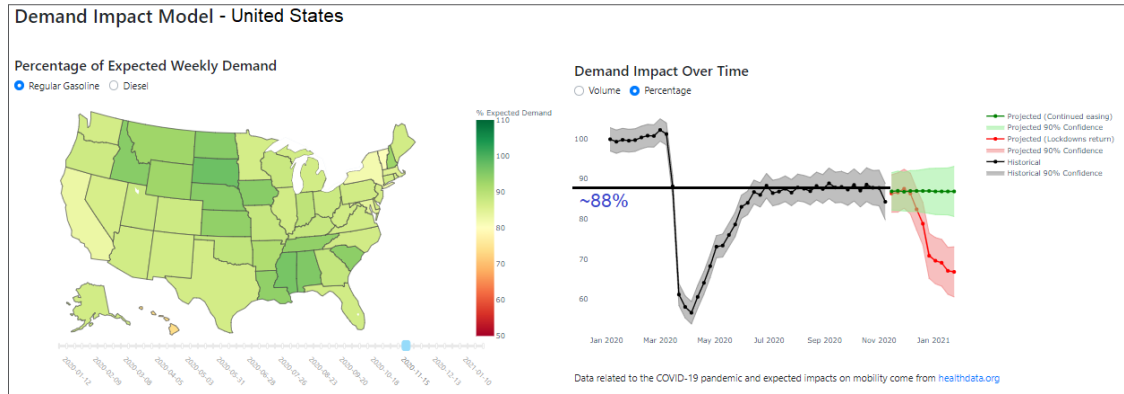 Demand Impact Model - United States
Percentage of Expected Weekly Demand
Regular Gasoline
Diesel
% Expected Demand
110
100
90
80
70
60
50
2020-01-12
2020-02-09
2020-03-08
2020-04-05
2020-05-03
2020-05-31
2020-06-28
2020-07-26
2020-08-23
2020-09-20
2020-10-18
2020-11-15
2020-12-13
2021-01-10
Demand Impact Over Time
Volume
Percentage
100
90
80
70
60
~88%
Jan 2020
Mar 2020
May 2020
Jul 2020
Sep 2020
Nov 2020
Jan 2021
Projected (Continued easing)
Projected 90% Confidence
Projected (Lockdowns return)
Projected 90% Confidence
Historical
Historical 90% Confidence
Data related to the COVID-19 pandemic and expected impacts on mobility come from healthdata.org